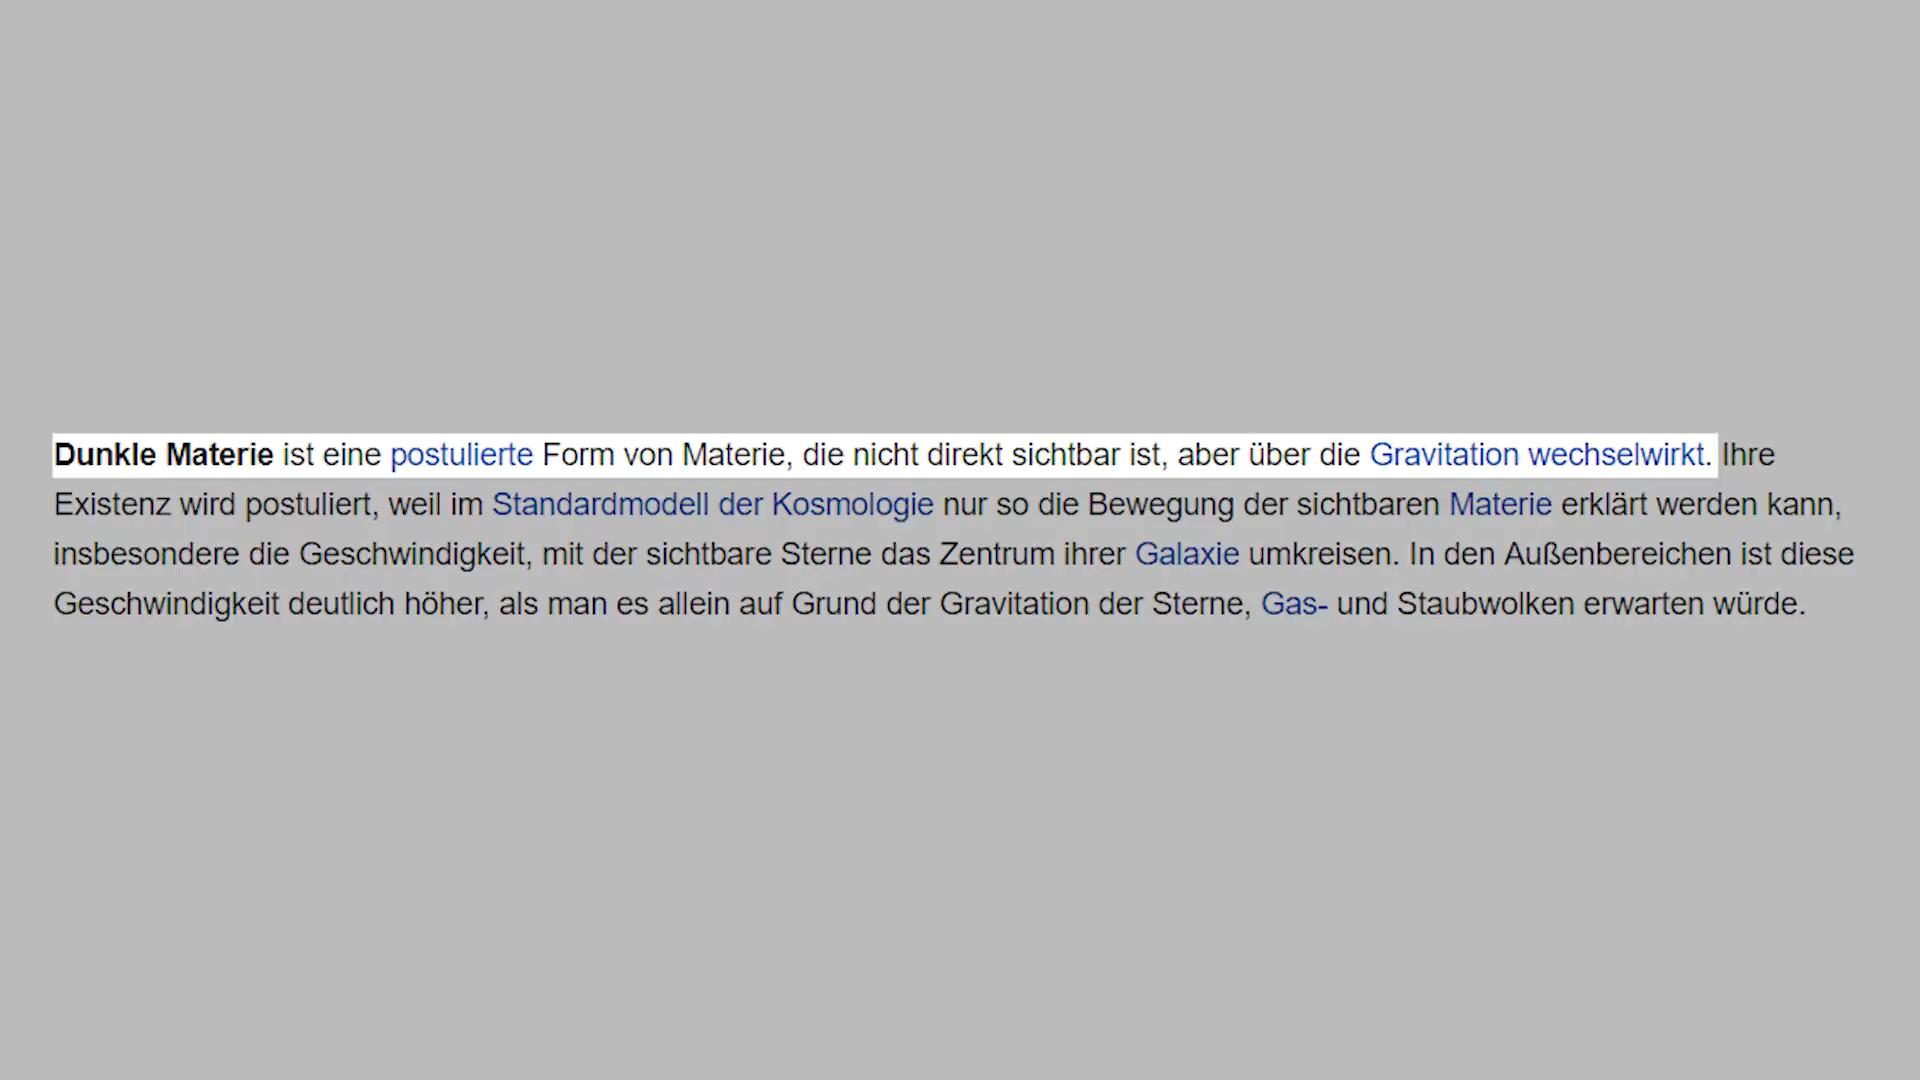 Dunkle Materie ist eine postulierte Form von Materie, die nicht direkt sichtbar ist, aber über die Gravitation wechselwirkt. Ihre
Existenz wird postuliert, weil im Standardmodell der Kosmologie nur so die Bewegung der sichtbaren Materie erklärt werden kann,
insbesondere die Geschwindigkeit, mit der sichtbare Sterne das Zentrum ihrer Galaxie umkreisen. In den Außenbereichen ist diese
Geschwindigkeit deutlich höher, als man es allein auf Grund der Gravitation der Sterne, Gas- und Staubwolken erwarten würde.